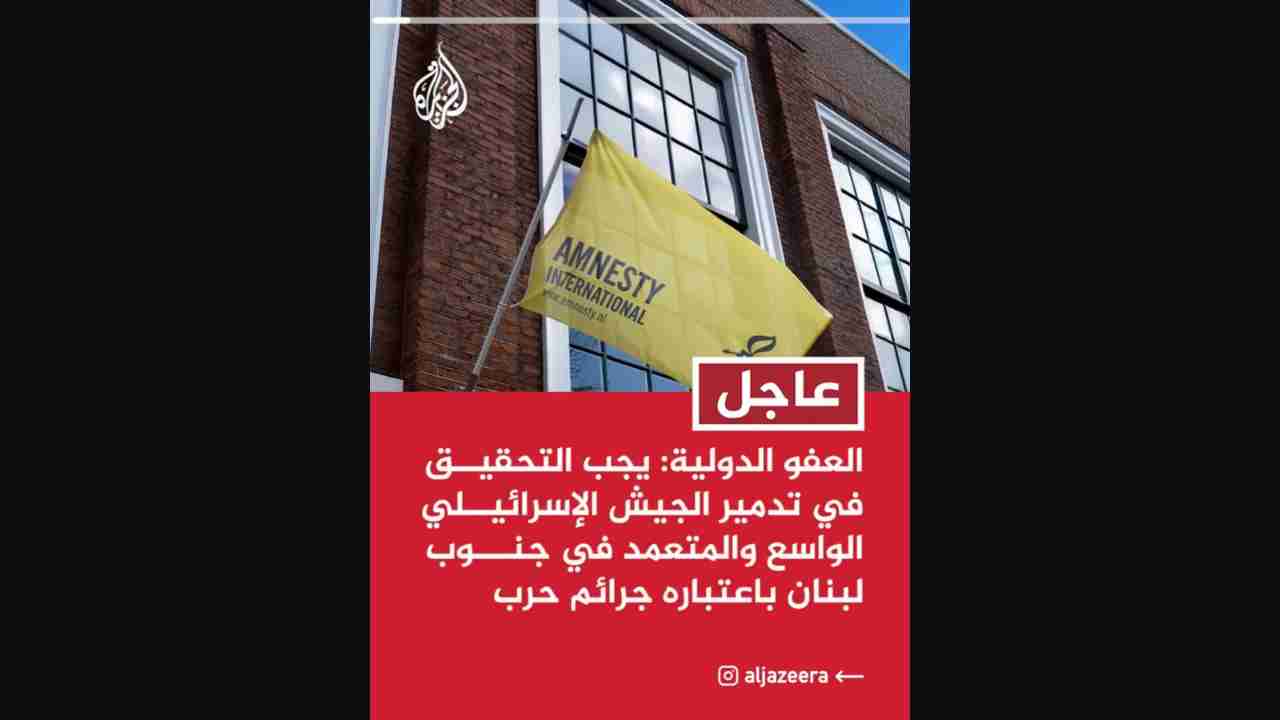 الجزيرة
AMNESTY
INTERNATIONAL
www.amnesty.nl
عاجل
العفو الدولية: يجب التحقيـــق
في تدمير الجيش الإسرائيـــلي
الواسع والمتعمد في جنـــوب
لبنان باعتباره جرائم حرب
aljazeera